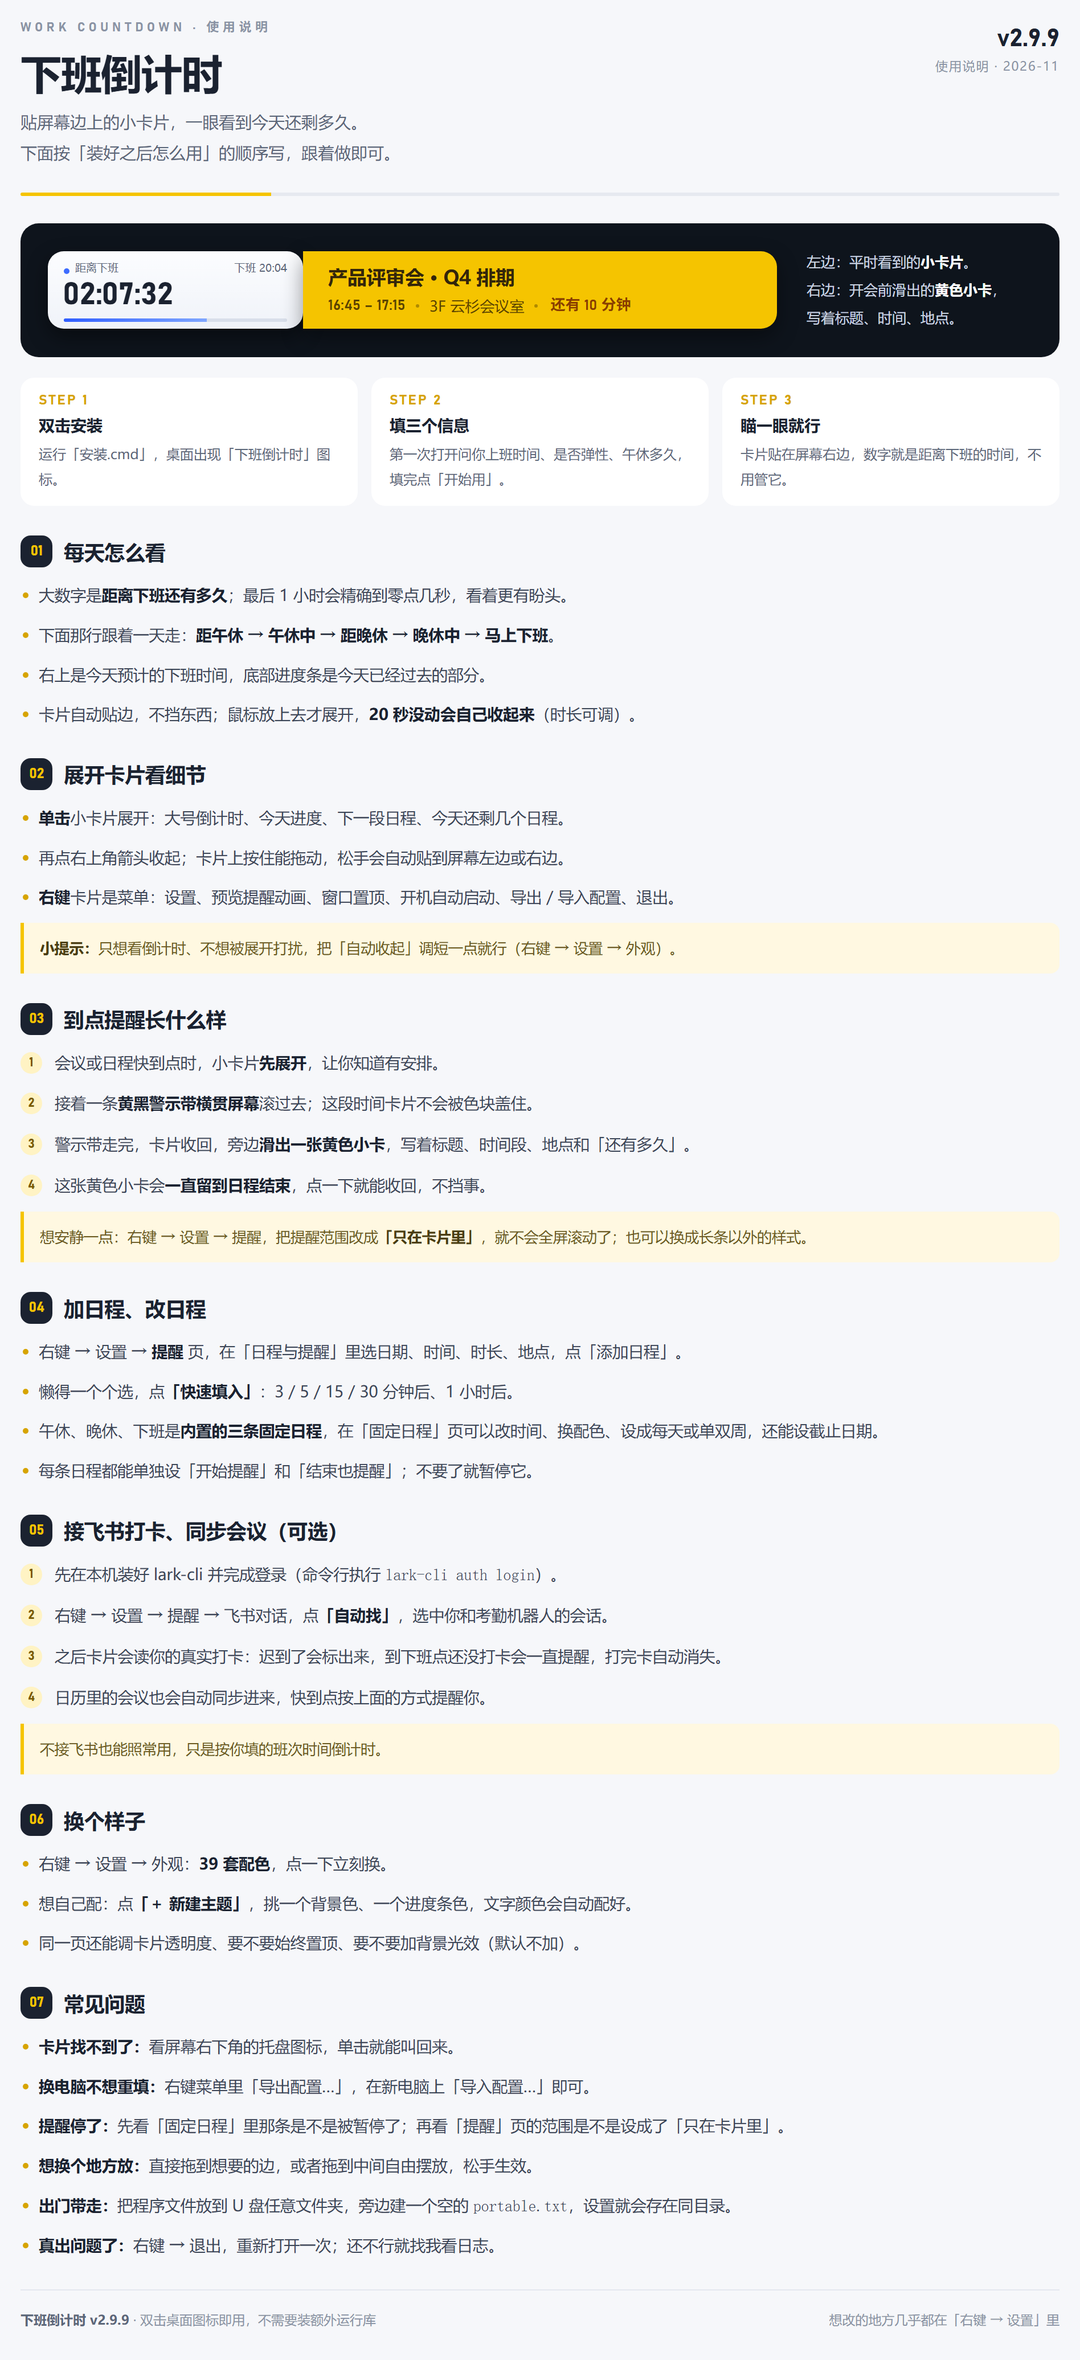 WORK COUNTDOWN · 使用说明
下班倒计时
v2.9.9
使用说明 · 2026-11
贴屏幕边上的小卡片，一眼看到今天还剩多久。
下面按「装好之后怎么用」的顺序写，跟着做即可。
距离下班 下班 20:04
02:07:32
产品评审会 • Q4 排期
16:45 – 17:15 • 3F 云杉会议室 • 还有 10 分钟
左边：平时看到的小卡片。
右边：开会前滑出的黄色小卡，
写着标题、时间、地点。
STEP 1
双击安装
运行「安装.cmd」，桌面出现「下班倒计时」图
标。
STEP 2
填三个信息
第一次打开问你上班时间、是否弹性、午休多久，
填完点「开始用」。
STEP 3
瞄一眼就行
卡片贴在屏幕右边，数字就是距离下班的时间，不
用管它。
01 每天怎么看
• 大数字是距离下班还有多久；最后 1 小时会精确到零点几秒，看着更有盼头。
• 下面那行跟着一天走：距午休 → 午休中 → 距晚休 → 晚休中 → 马上下班。
• 右上是今天预计的下班时间，底部进度条是今天已经过去的部分。
• 卡片自动贴边，不挡东西；鼠标放上去才展开，20 秒没动会自己收起来（时长可调）。
02 展开卡片看细节
• 单击小卡片展开：大号倒计时、今天进度、下一段日程、今天还剩几个日程。
• 再点右上角箭头收起；卡片上按住能拖动，松手会自动贴到屏幕左边或右边。
• 右键卡片是菜单：设置、预览提醒动画、窗口置顶、开机自动启动、导出 / 导入配置、退出。
小提示：只想看倒计时、不想被展开打扰，把「自动收起」调短一点就行（右键 → 设置 → 外观）。
03 到点提醒长什么样
1 会议或日程快到点时，小卡片先展开，让你知道有安排。
2 接着一条黄黑警示带横贯屏幕滚过去；这段时间卡片不会被色块盖住。
3 警示带走完，卡片收回，旁边滑出一张黄色小卡，写着标题、时间段、地点和「还有多久」。
4 这张黄色小卡会一直留到日程结束，点一下就能收回，不挡事。
想安静一点：右键 → 设置 → 提醒，把提醒范围改成「只在卡片里」，就不会全屏滚动了；也可以换成长条以外的样式。
04 加日程、改日程
• 右键 → 设置 → 提醒 页，在「日程与提醒」里选日期、时间、时长、地点，点「添加日程」。
• 懒得一个个选，点「快速填入」：3 / 5 / 15 / 30 分钟后、1 小时后。
• 午休、晚休、下班是内置的三条固定日程，在「固定日程」页可以改时间、换配色、设成每天或单双周，还能设截止日期。
• 每条日程都能单独设「开始提醒」和「结束也提醒」；不要了就暂停它。
05 接飞书打卡、同步会议（可选）
1 先在本机装好 lark-cli 并完成登录（命令行执行 lark-cli auth login）。
2 右键 → 设置 → 提醒 → 飞书对话，点「自动找」，选中你和考勤机器人的会话。
3 之后卡片会读你的真实打卡：迟到了会标出来，到下班点还没打卡会一直提醒，打完卡自动消失。
4 日历里的会议也会自动同步进来，快到点按上面的方式提醒你。
不接飞书也能照常用，只是按你填的班次时间倒计时。
06 换个样子
• 右键 → 设置 → 外观：39 套配色，点一下立刻换。
• 想自己配：点「＋ 新建主题」，挑一个背景色、一个进度条色，文字颜色会自动配好。
• 同一页还能调卡片透明度、要不要始终置顶、要不要加背景光效（默认不加）。
07 常见问题
• 卡片找不到了：看屏幕右下角的托盘图标，单击就能叫回来。
• 换电脑不想重填：右键菜单里「导出配置…」，在新电脑上「导入配置…」即可。
• 提醒停了：先看「固定日程」里那条是不是被暂停了；再看「提醒」页的范围是不是设成了「只在卡片里」。
• 想换个地方放：直接拖到想要的边，或者拖到中间自由摆放，松手生效。
• 出门带走：把程序文件放到 U 盘任意文件夹，旁边建一个空的 portable.txt，设置就会存在同目录。
• 真出问题了：右键 → 退出，重新打开一次；还不行就找我看日志。
下班倒计时 v2.9.9 · 双击桌面图标即用，不需要装额外运行库
想改的地方几乎都在「右键 → 设置」里